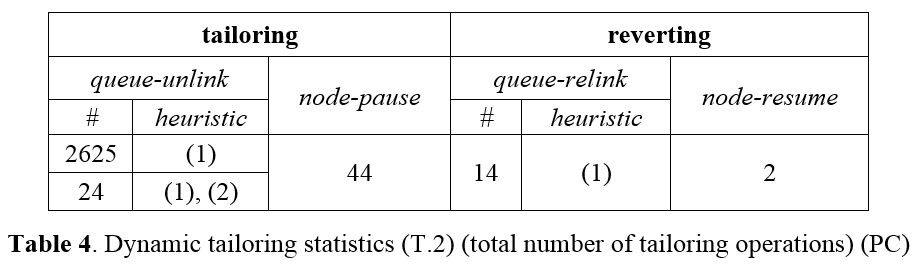 tailoring reverting
queue-unlink node-pause queue-relink node-resume
# heuristic # heuristic
2625 (1) 44 14 (1) 2
24 (1), (2)
Table 4. Dynamic tailoring statistics (T.2) (total number of tailoring operations) (PC)